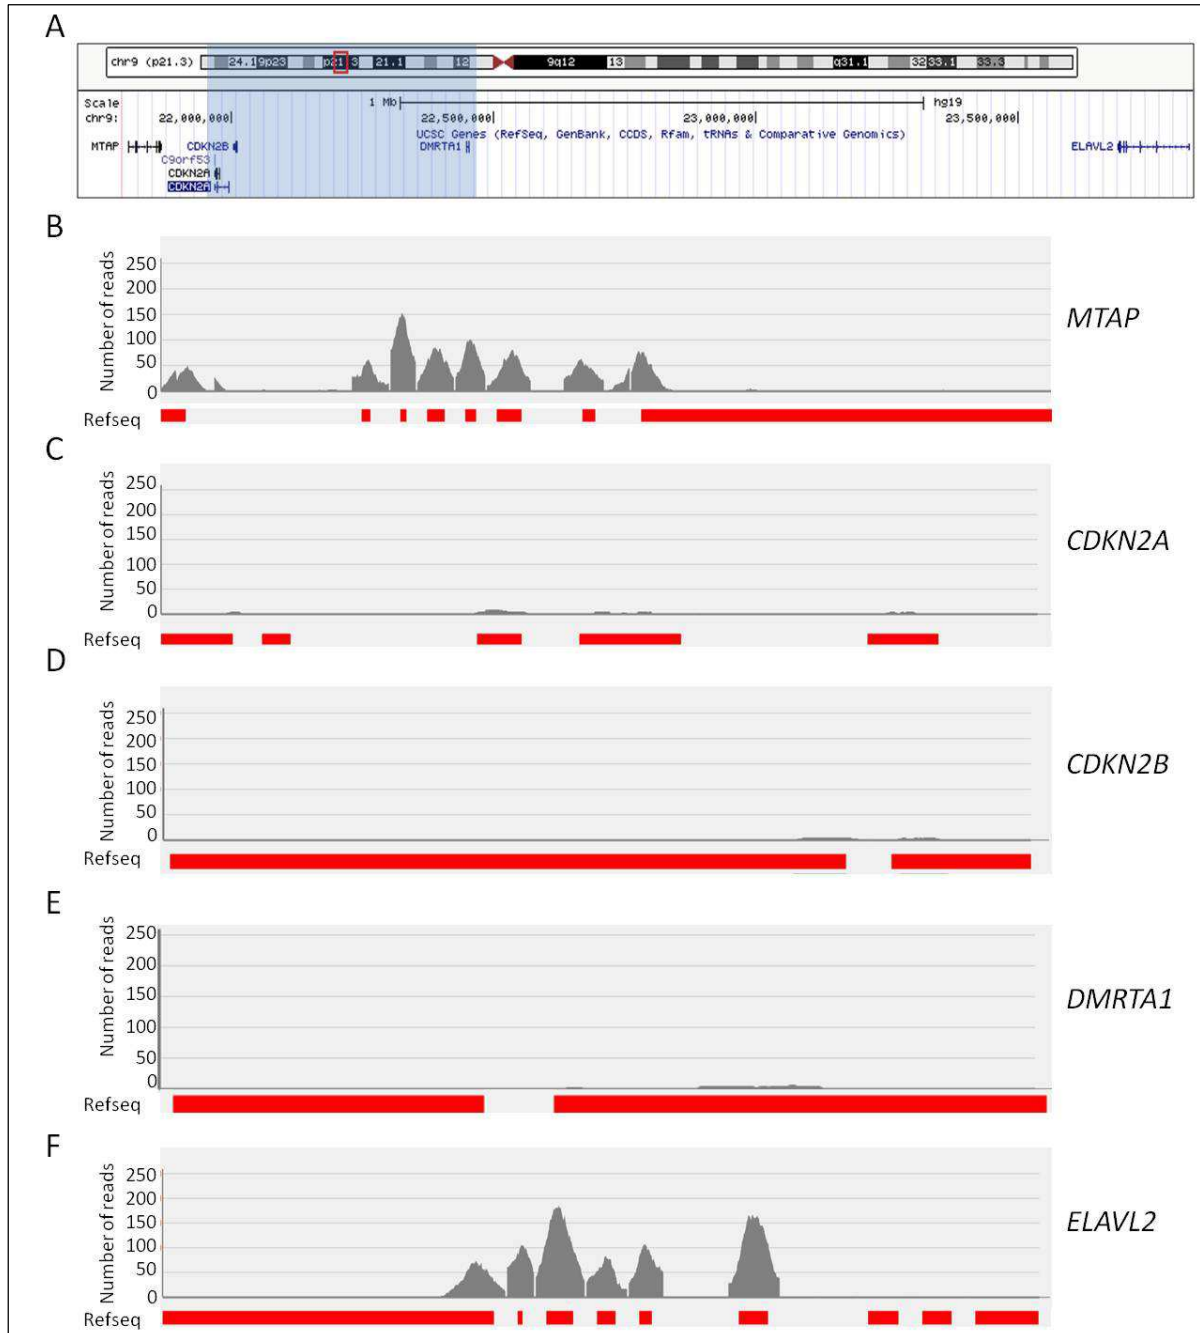 A
chr9 (p21.3) 24.1 9p23 p21.3 21.1 12 9q12 13 q31.1 32 33.1 33.3
Scale 1 Mb hg19
chr9: 22,000,000 22,500,000 23,000,000 23,500,000
UCSC Genes (RefSeq, GenBank, CCDS, Rfam, tRNAs & Comparative Genomics)
MTAP CDKN2B DMRTA1 ELAVL2
C9orf53
CDKN2A
CDKN2A
B
Number of reads
250
200
150
100
50
0
Refseq
MTAP
C
Number of reads
250
200
150
100
50
0
Refseq
CDKN2A
D
Number of reads
250
200
150
100
50
0
Refseq
CDKN2B
E
Number of reads
250
200
150
100
50
0
Refseq
DMRTA1
F
Number of reads
250
200
150
100
50
0
Refseq
ELAVL2